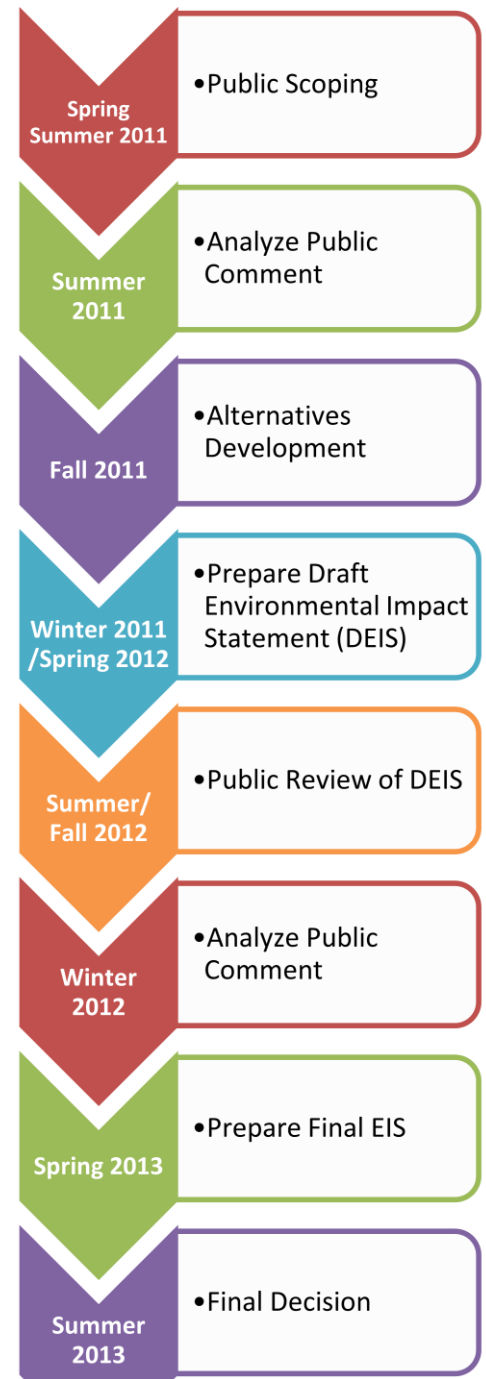 Spring
Summer 2011
•Public Scoping
Summer
2011
•Analyze Public
Comment
Fall 2011
•Alternatives
Development
Winter 2011
/Spring 2012
•Prepare Draft
Environmental Impact
Statement (DEIS)
Summer/
Fall 2012
•Public Review of DEIS
Winter
2012
•Analyze Public
Comment
Spring 2013
•Prepare Final EIS
Summer
2013
•Final Decision